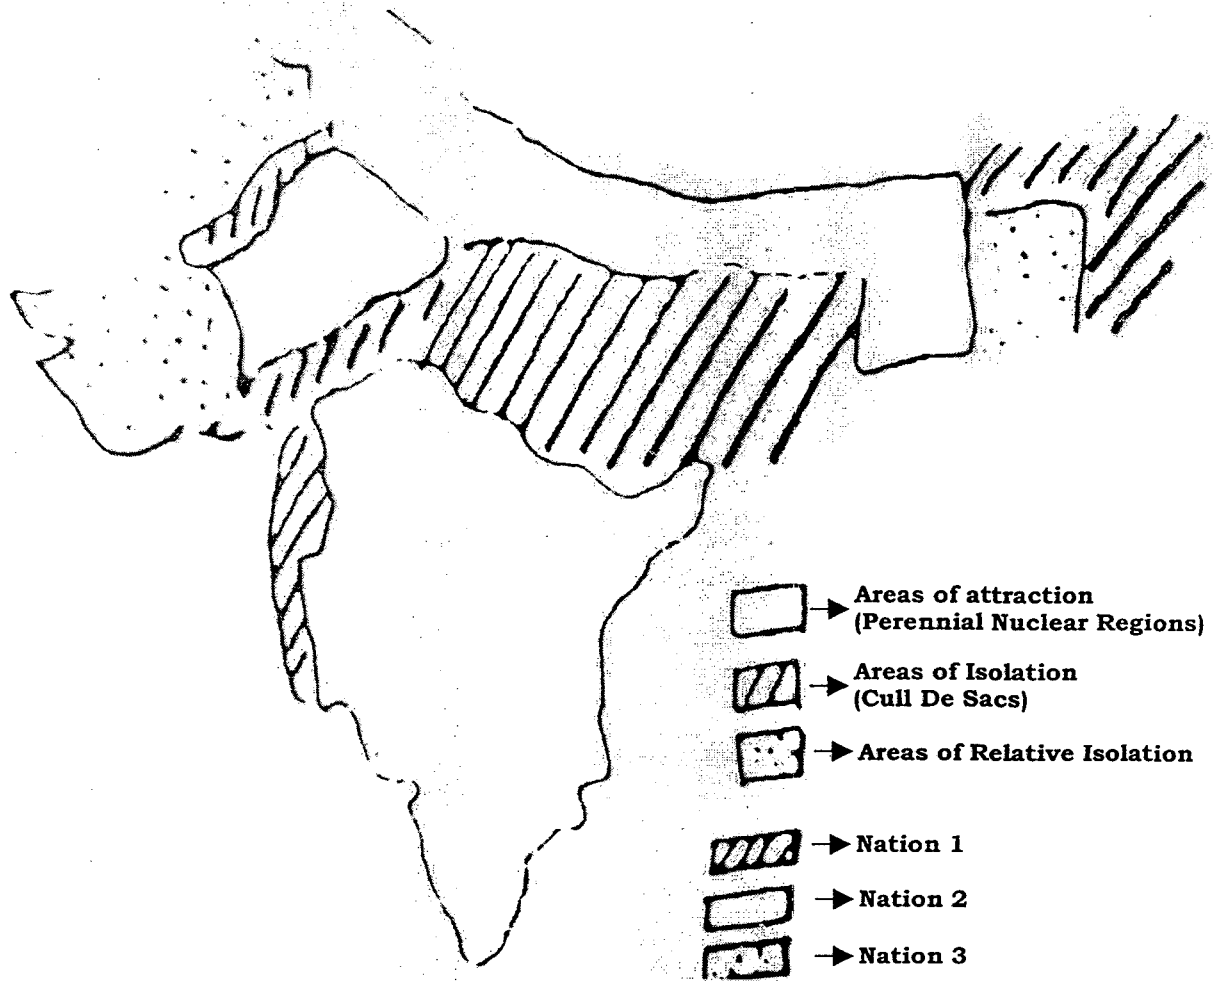 Areas of attraction
(Perennial Nuclear Regions)
Areas of Isolation
(Cull De Sacs)
Areas of Relative Isolation
Nation 1
Nation 2
Nation 3